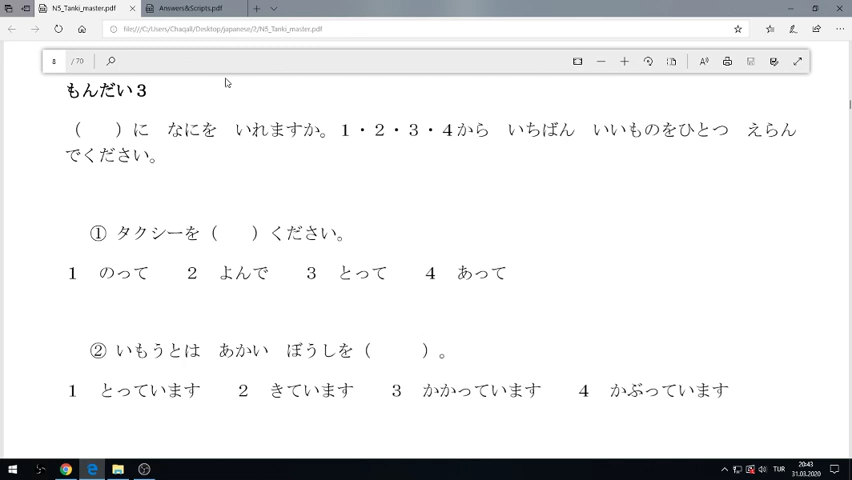 N5_Tanki_master.pdf
Answers&Scripts.pdf
file:///C:/Users/Chaqall/Desktop/japonese/2/N5_Tanki_master.pdf
8 / 70
もんだい３
（　　）に　なにを　いれますか。１・２・３・４から　いちばん　いいものをひとつ　えらん
でください。
① タクシーを（　　）ください。
１　のって　　２　よんで　　３　とって　　４　あって
② いもうとは　あかい　ぼうしを（　　　）。
１　とっています　　２　きています　　３　かかっています　　４　かぶっています
TUR
20:43
31.03.2020